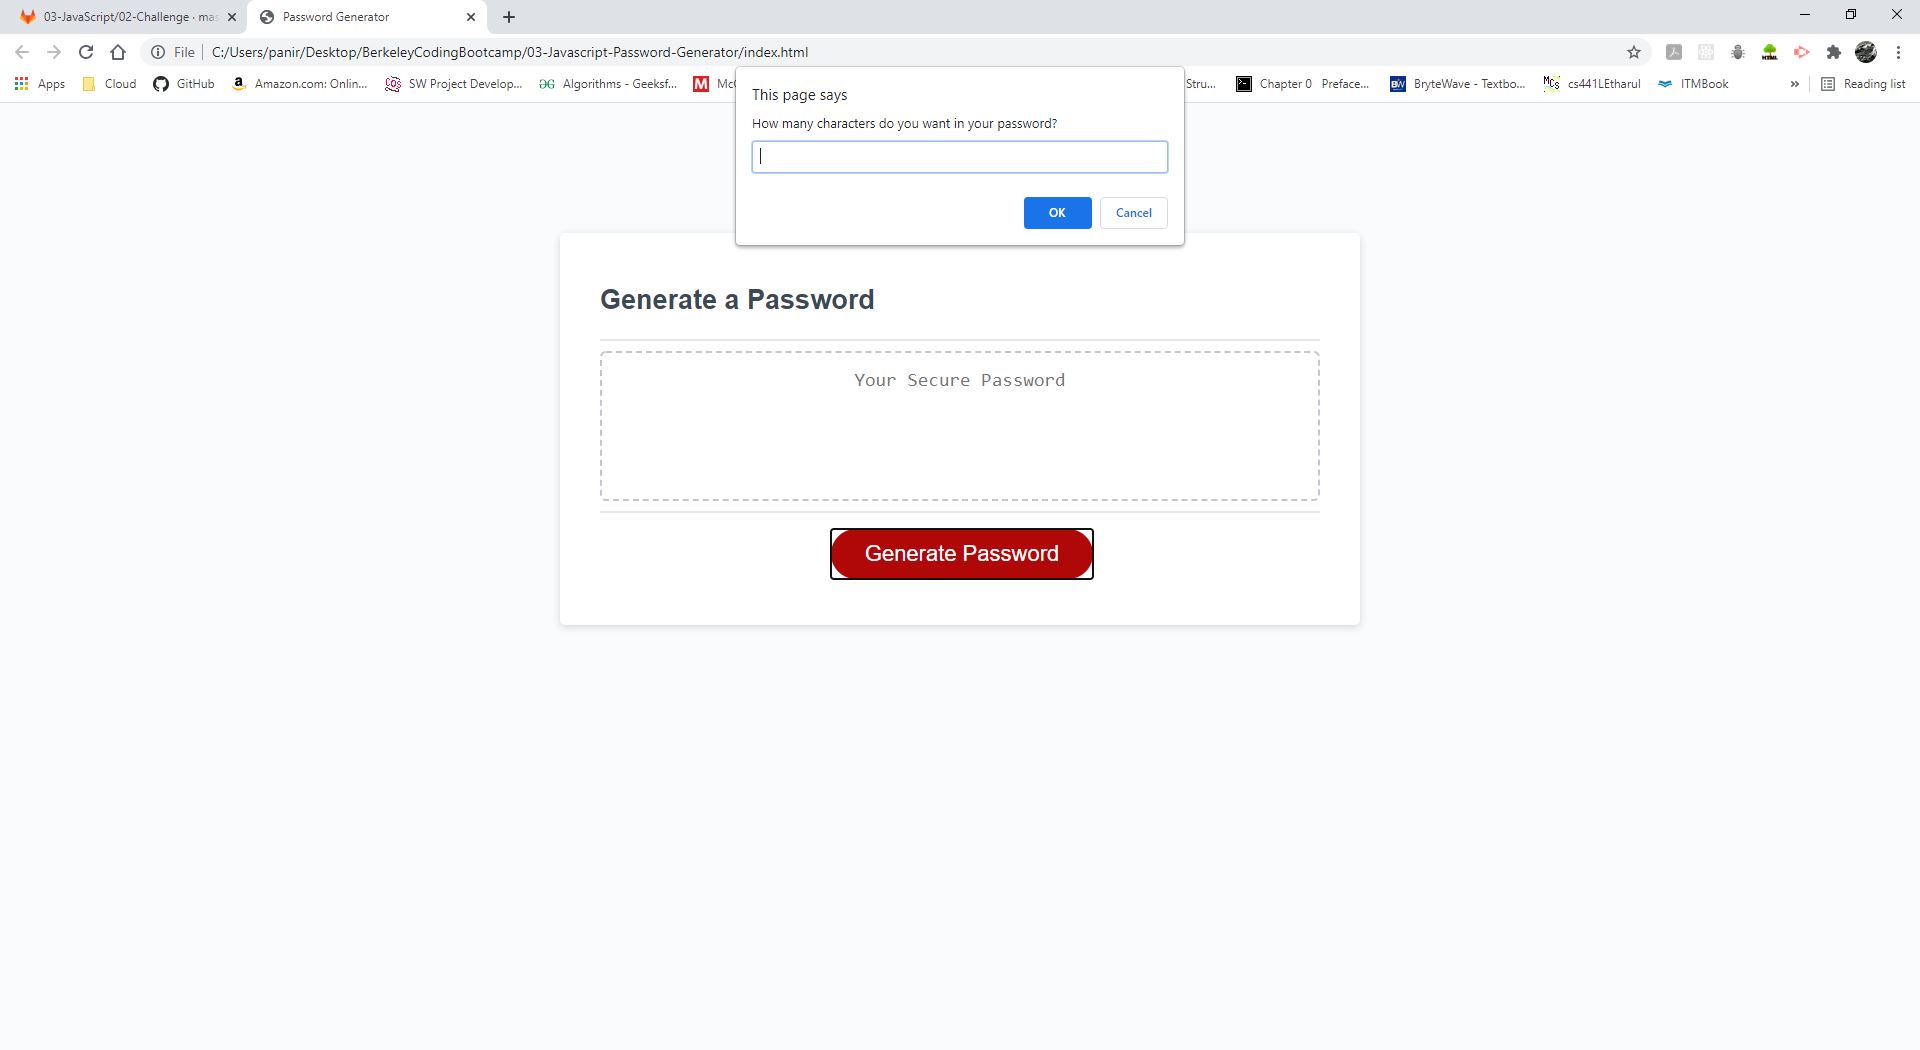 03-JavaScript/02-Challenge · mas
Password Generator
File
C:/Users/panir/Desktop/BerkeleyCodingBootcamp/03-Javascript-Password-Generator/index.html
Apps
Cloud
GitHub
Amazon.com: Onlin...
SW Project Develop...
Algorithms - Geeksf...
McG
Stru...
Chapter 0 Preface...
BryteWave - Textbo...
cs441LEtharul
ITMBook
»
Reading list
This page says
How many characters do you want in your password?
OK
Cancel
Generate a Password
Your Secure Password
Generate Password